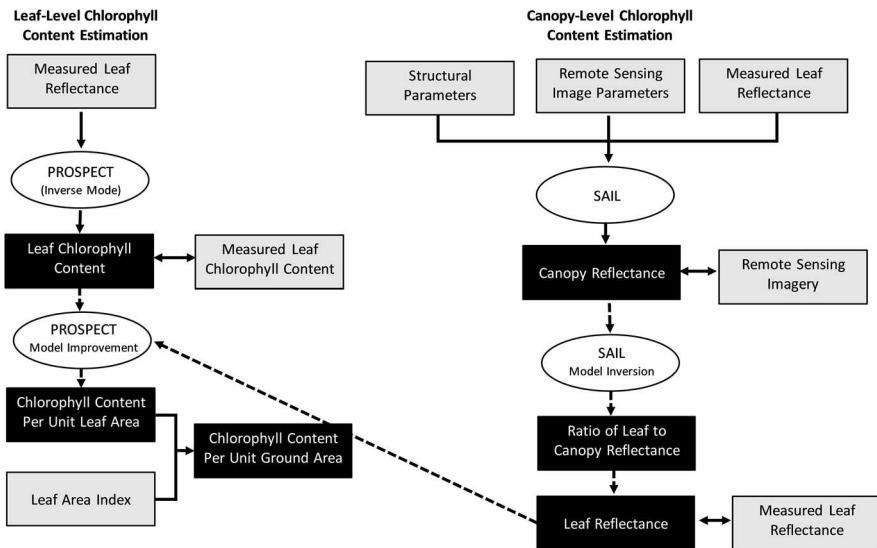 Leaf-Level Chlorophyll
Content Estimation
Measured Leaf
Reflectance
PROSPECT
(Inverse Mode)
Leaf Chlorophyll
Content
Measured Leaf
Chlorophyll Content
PROSPECT
Model Improvement
Chlorophyll Content
Per Unit Leaf Area
Chlorophyll Content
Per Unit Ground Area
Leaf Area Index
Canopy-Level Chlorophyll
Content Estimation
Structural
Parameters
Remote Sensing
Image Parameters
Measured Leaf
Reflectance
SAIL
Canopy Reflectance
Remote Sensing
Imagery
SAIL
Model Inversion
Ratio of Leaf to
Canopy Reflectance
Leaf Reflectance
Measured Leaf
Reflectance